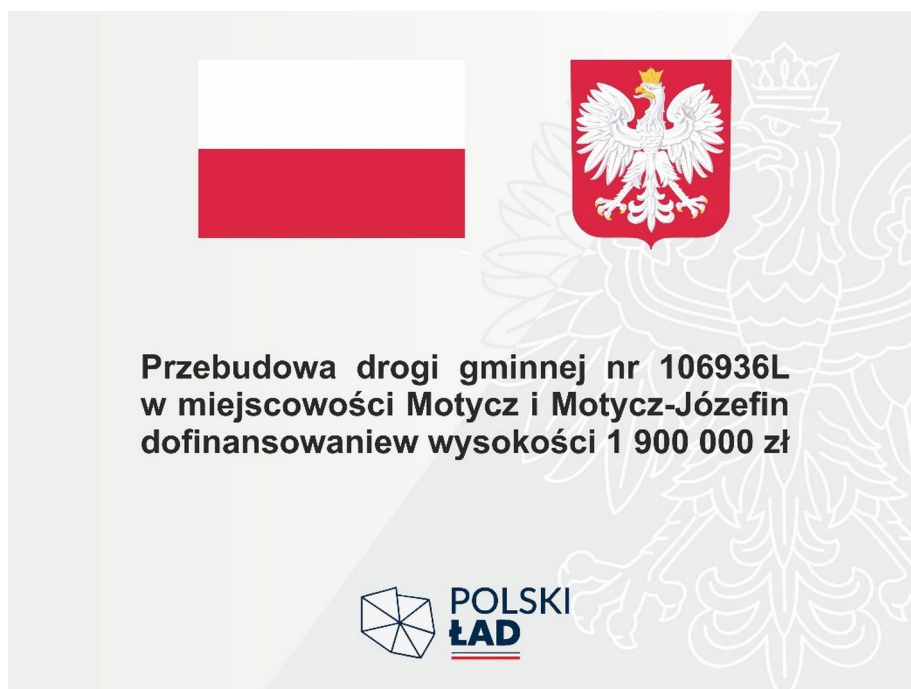 Przebudowa drogi gminnej nr 106936L
w miejscowości Motycz i Motycz-Józefin
dofinansowaniew wysokości 1 900 000 zł
POLSKI
ŁAD